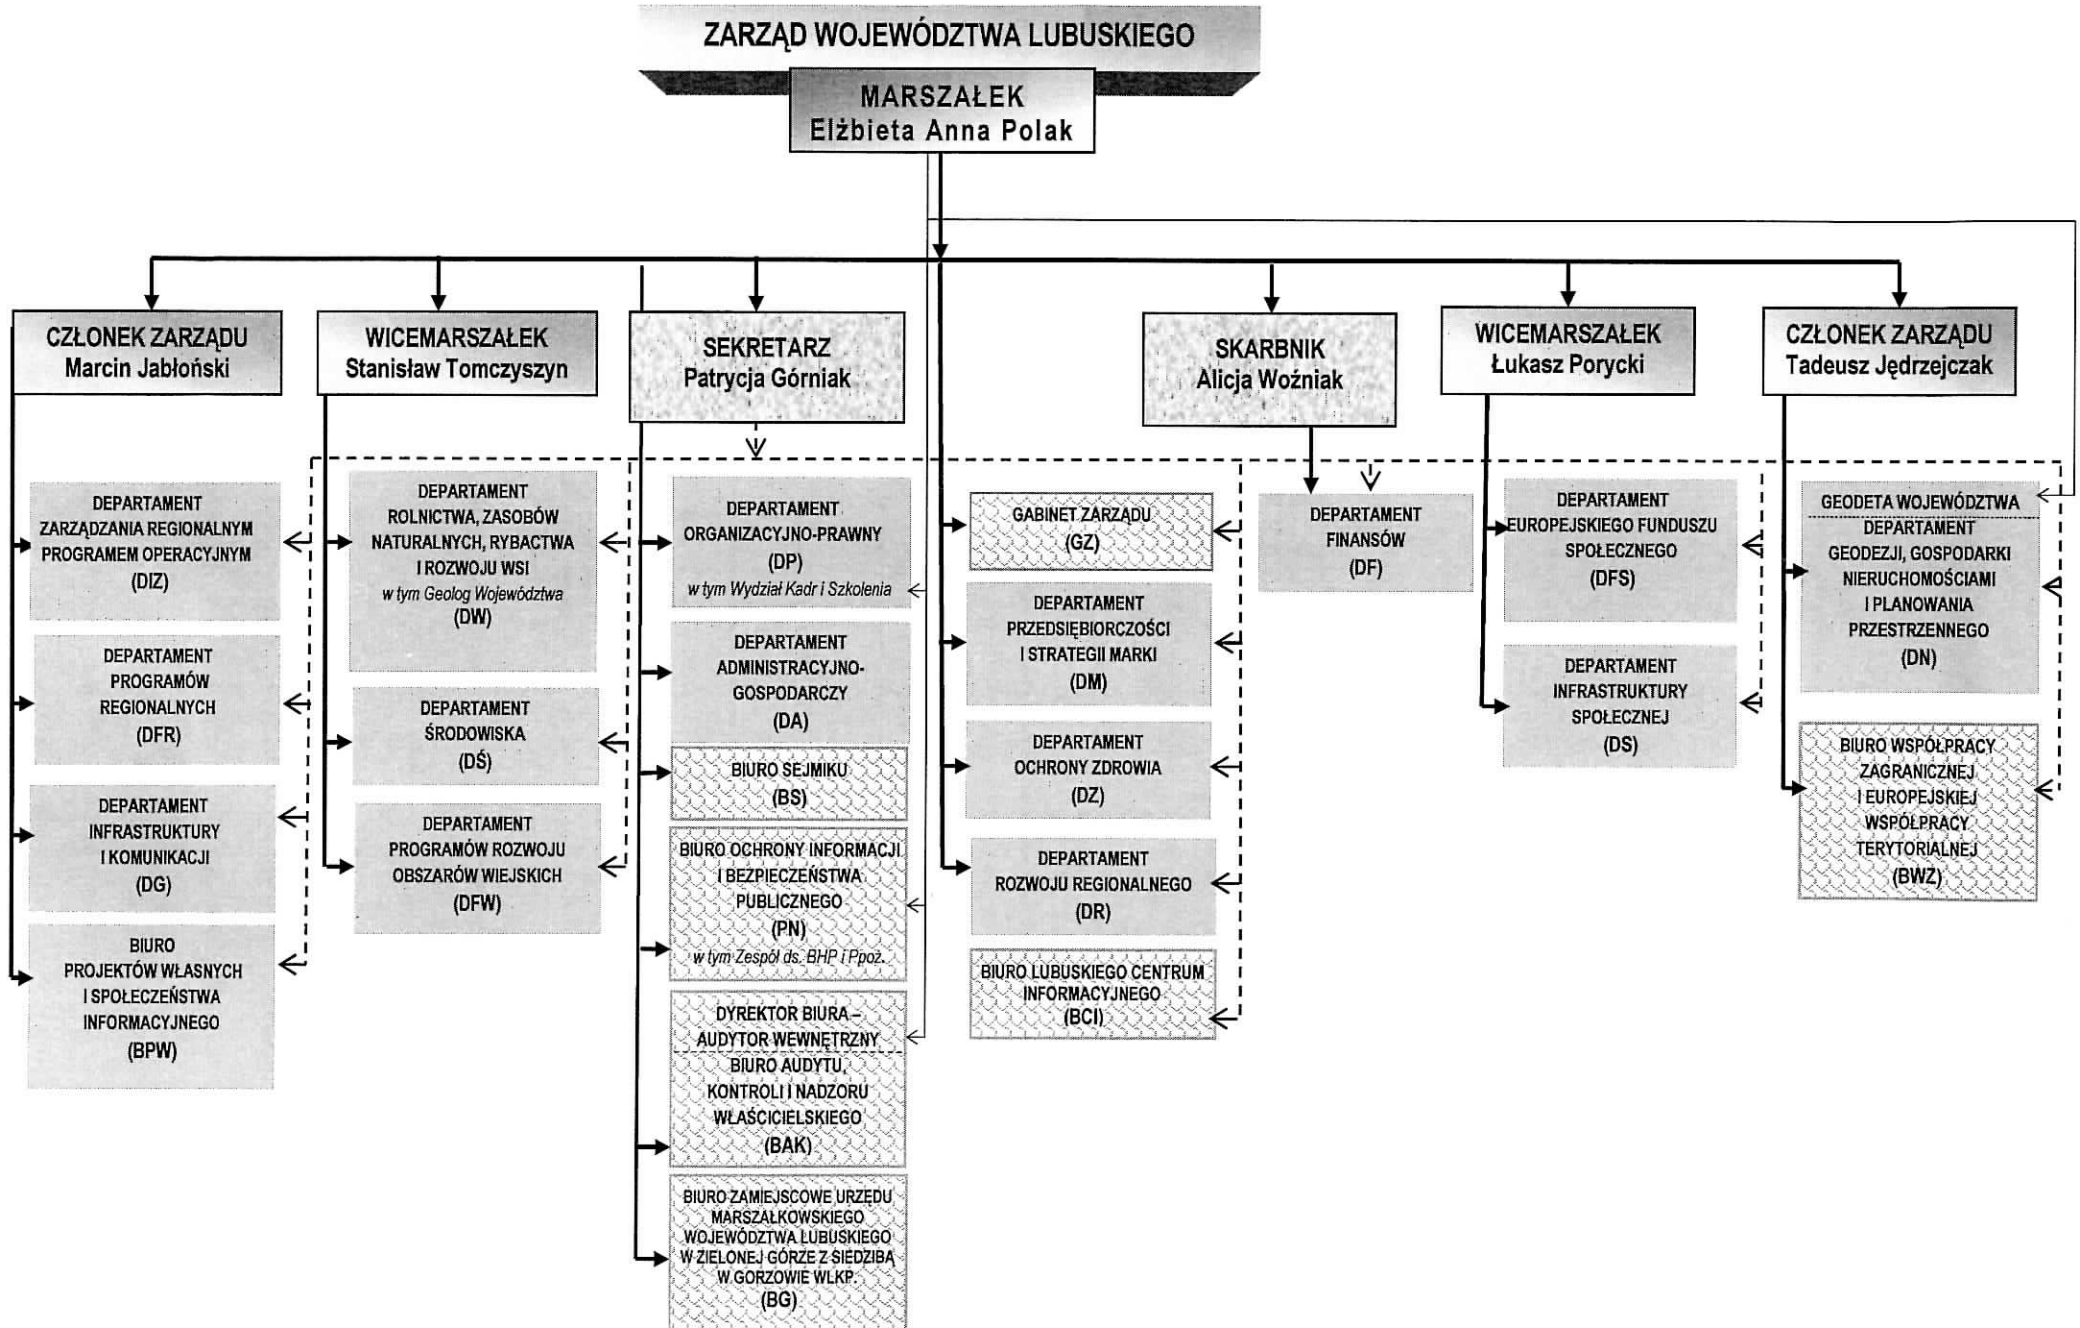 ZARZĄD WOJEWÓDZTWA LUBUSKIEGO
MARSZAŁEK
Elżbieta Anna Polak
CZŁONEK ZARZĄDU
Marcin Jabłoński
WICEMARSZAŁEK
Stanisław Tomczyszyn
SEKRETARZ
Patrycja Górniak
SKARBNIK
Alicja Woźniak
WICEMARSZAŁEK
Łukasz Porycki
CZŁONEK ZARZĄDU
Tadeusz Jędrzejczak
DEPARTAMENT
ZARZĄDZANIA REGIONALNYM
PROGRAMEM OPERACYJNYM
(DIZ)
DEPARTAMENT
PROGRAMÓW
REGIONALNYCH
(DFR)
DEPARTAMENT
INFRASTRUKTURY
I KOMUNIKACJI
(DG)
BIURO
PROJEKTÓW WŁASNYCH
I SPOŁECZEŃSTWA
INFORMACYJNEGO
(BPW)
DEPARTAMENT
ROLNICTWA, ZASOBÓW
NATURALNYCH, RYBACTWA
I ROZWOJU WSI
w tym Geolog Województwa
(DW)
DEPARTAMENT
ŚRODOWISKA
(DŚ)
DEPARTAMENT
PROGRAMÓW ROZWOJU
OBSZARÓW WIEJSKICH
(DFW)
DEPARTAMENT
ORGANIZACYJNO-PRAWNY
(DP)
w tym Wydział Kadr i Szkolenia
DEPARTAMENT
ADMINISTRACYJNO-
GOSPODARCZY
(DA)
BIURO SEJMIKU
(BS)
BIURO OCHRONY INFORMACJI
I BEZPIECZEŃSTWA
PUBLICZNEGO
(PN)
w tym Zespół ds. BHP i Ppoż.
DYREKTOR BIURA –
AUDYTOR WEWNĘTRZNY
BIURO AUDYTU,
KONTROLI I NADZORU
WŁAŚCICIELSKIEGO
(BAK)
BIURO ZAMIEJSCOWE URZĘDU
MARSZAŁKOWSKIEGO
WOJEWÓDZTWA LUBUSKIEGO
W ZIELONEJ GÓRZE Z SIEDZIBĄ
W GORZOWIE WLKP.
(BG)
GABINET ZARZĄDU
(GZ)
DEPARTAMENT
PRZEDSIĘBIORCZOŚCI
I STRATEGII MARKI
(DM)
DEPARTAMENT
OCHRONY ZDROWIA
(DZ)
DEPARTAMENT
ROZWOJU REGIONALNEGO
(DR)
BIURO LUBUSKIEGO CENTRUM
INFORMACYJNEGO
(BCI)
DEPARTAMENT
FINANSÓW
(DF)
DEPARTAMENT
EUROPEJSKIEGO FUNDUSZU
SPOŁECZNEGO
(DFS)
DEPARTAMENT
INFRASTRUKTURY
SPOŁECZNEJ
(DS)
GEODETA WOJEWÓDZTWA
DEPARTAMENT
GEODEZJI, GOSPODARKI
NIERUCHOMOŚCIAMI
I PLANOWANIA
PRZESTRZENNEGO
(DN)
BIURO WSPÓŁPRACY
ZAGRANICZNEJ
I EUROPEJSKIEJ
WSPÓŁPRACY
TERYTORIALNEJ
(BWZ)